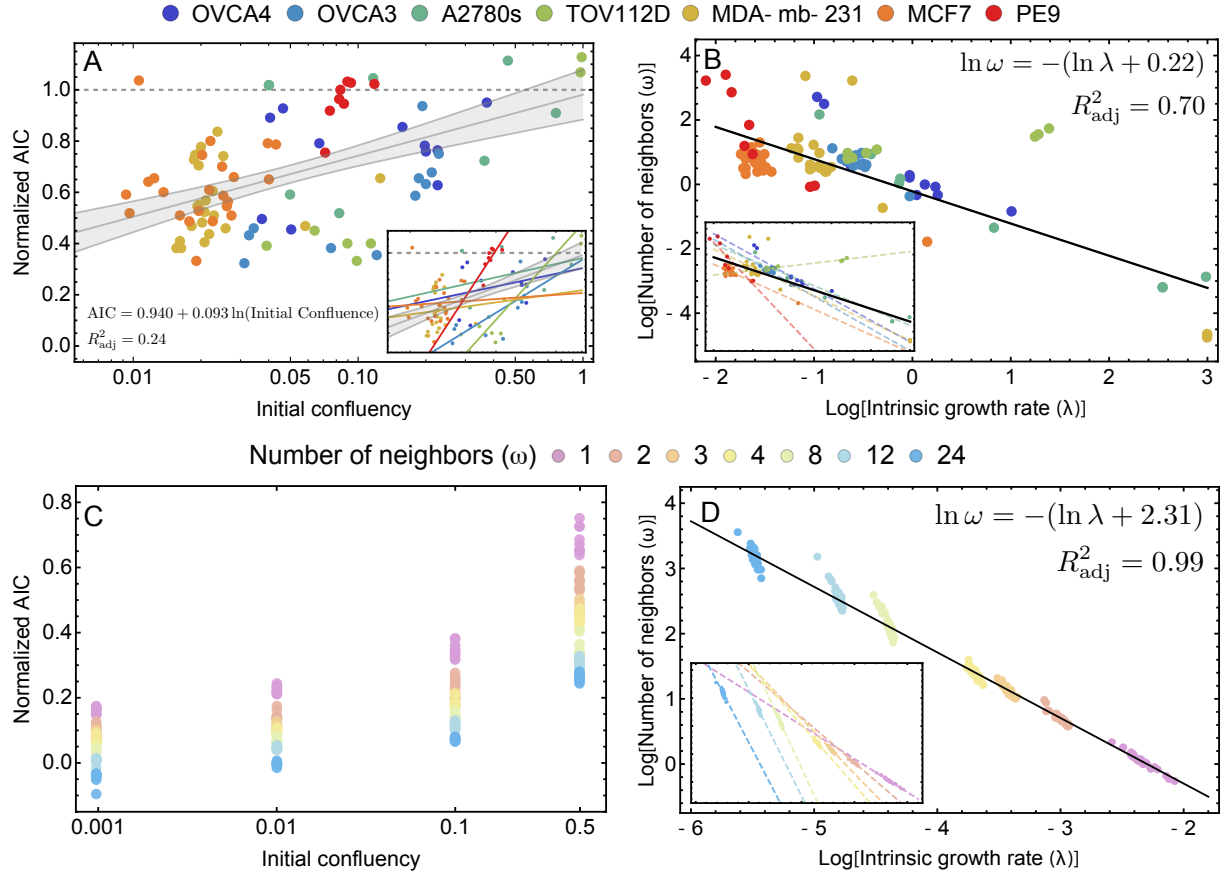 OVCA4 OVCA3 A2780s TOV112D MDA- mb- 231 MCF7 PE9
A
Normalized AIC
1.0
0.8
0.6
0.4
0.2
0.0
AIC = 0.940 + 0.093 ln(Initial Confluence)
R²adj = 0.24
0.01 0.05 0.10 0.50 1
Initial confluency
B
ln ω = −(ln λ + 0.22)
R²adj = 0.70
Log[Number of neighbors (ω)]
4
2
0
- 2
- 4
- 2 - 1 0 1 2 3
Log[Intrinsic growth rate (λ)]
Number of neighbors (ω) 1 2 3 4 8 12 24
C
Normalized AIC
0.8
0.6
0.4
0.2
0.0
0.001 0.01 0.1 0.5
Initial confluency
D
ln ω = −(ln λ + 2.31)
R²adj = 0.99
Log[Number of neighbors (ω)]
4
3
2
1
0
- 6 - 5 - 4 - 3 - 2
Log[Intrinsic growth rate (λ)]